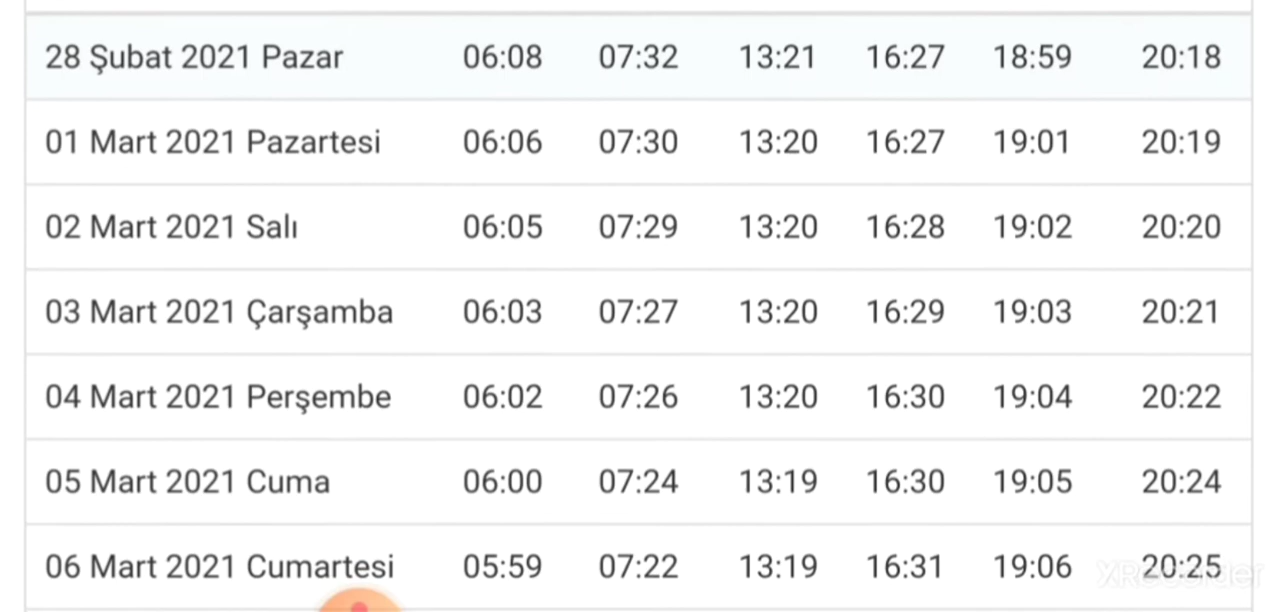 28 Şubat 2021 Pazar 06:08 07:32 13:21 16:27 18:59 20:18
01 Mart 2021 Pazartesi 06:06 07:30 13:20 16:27 19:01 20:19
02 Mart 2021 Salı 06:05 07:29 13:20 16:28 19:02 20:20
03 Mart 2021 Çarşamba 06:03 07:27 13:20 16:29 19:03 20:21
04 Mart 2021 Perşembe 06:02 07:26 13:20 16:30 19:04 20:22
05 Mart 2021 Cuma 06:00 07:24 13:19 16:30 19:05 20:24
06 Mart 2021 Cumartesi 05:59 07:22 13:19 16:31 19:06 20:25
XRecorder